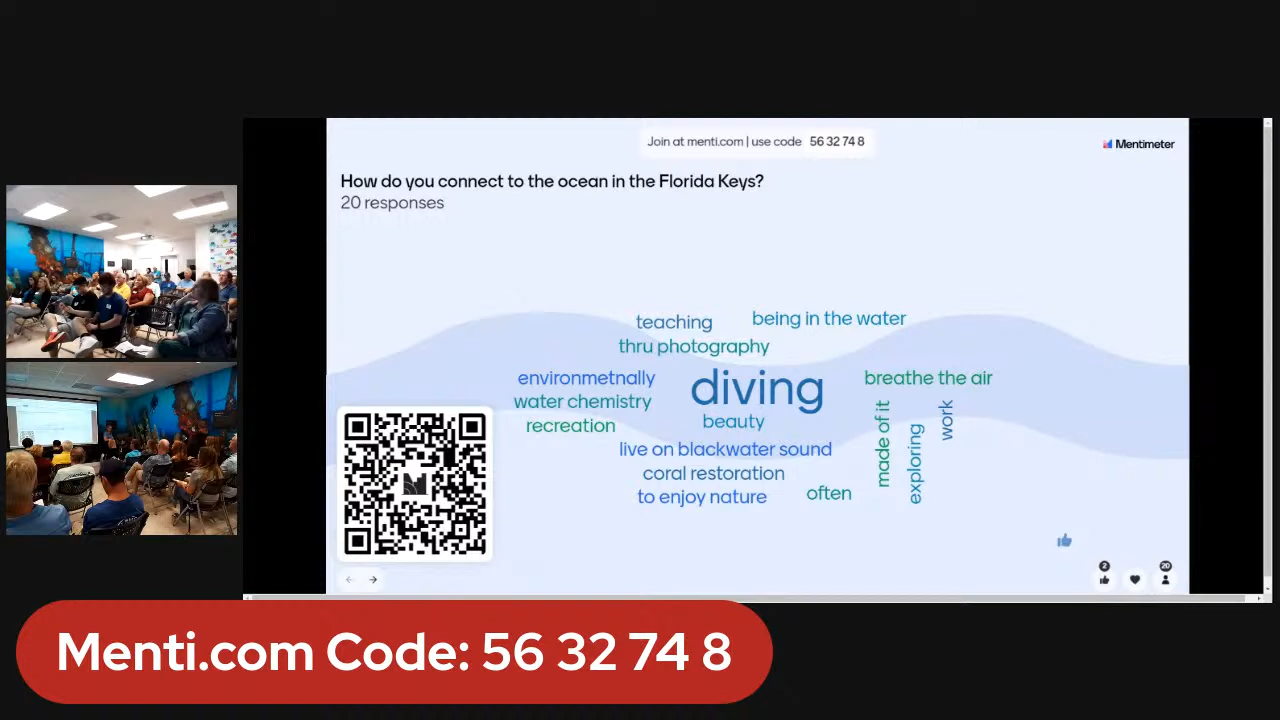 Join at menti.com | use code 56 32 74 8
Mentimeter
How do you connect to the ocean in the Florida Keys?
20 responses
teaching
being in the water
thru photography
environmetnally
diving
breathe the air
water chemistry
beauty
recreation
made of it
exploring
work
live on blackwater sound
coral restoration
to enjoy nature
often
2
20
Menti.com Code: 56 32 74 8